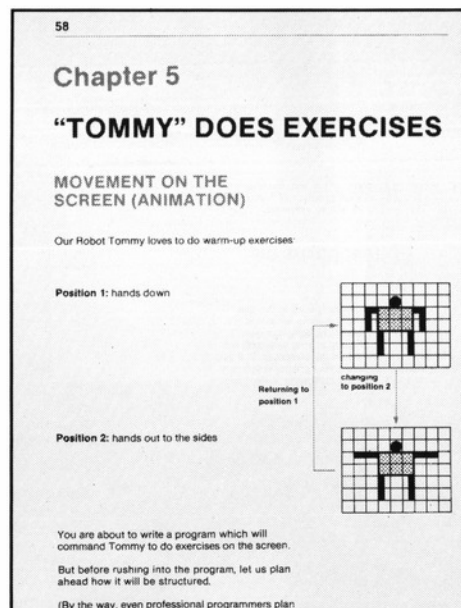 58
Chapter 5
“TOMMY” DOES EXERCISES
MOVEMENT ON THE
SCREEN (ANIMATION)
Our Robot Tommy loves to do warm-up exercises:
Position 1: hands down
Returning to
position 1
changing
to position 2
Position 2: hands out to the sides
You are about to write a program which will
command Tommy to do exercises on the screen.
But before rushing into the program, let us plan
ahead how it will be structured.
(By the way, even professional programmers plan